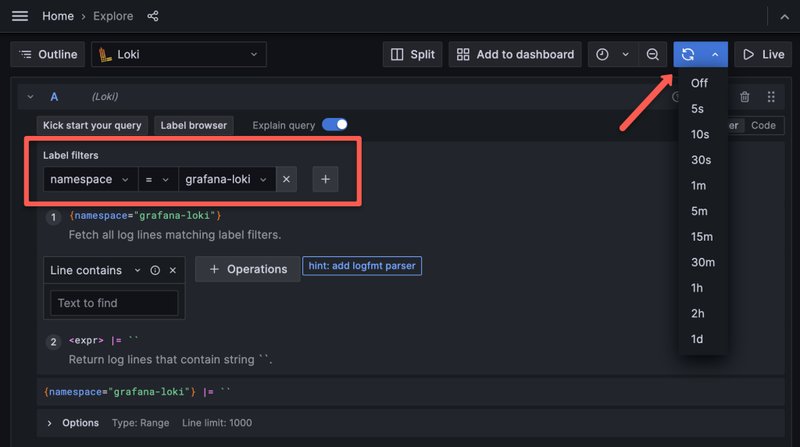 Home › Explore
Outline
Loki
Split
Add to dashboard
Live
A (Loki)
Kick start your query
Label browser
Explain query
er
Code
Label filters
namespace
=
grafana-loki
1 {namespace="grafana-loki"}
Fetch all log lines matching label filters.
Line contains
Operations
hint: add logfmt parser
Text to find
2 <expr> |= ``
Return log lines that contain string ``.
{namespace="grafana-loki"} |= ``
Options Type: Range Line limit: 1000
Off
5s
10s
30s
1m
5m
15m
30m
1h
2h
1d